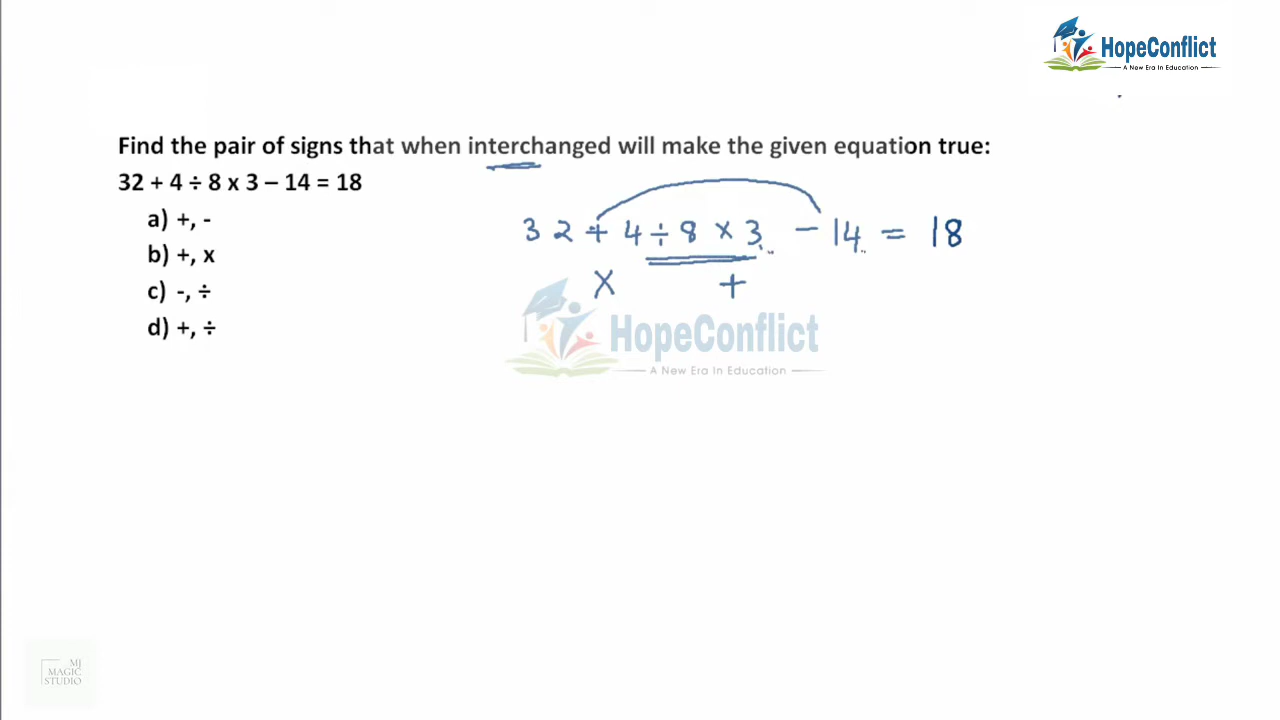 HopeConflict
A New Era In Education
Find the pair of signs that when interchanged will make the given equation true:
32 + 4 ÷ 8 x 3 – 14 = 18
a) +, -
b) +, x
c) -, ÷
d) +, ÷
32 + 4 ÷ 8 × 3 - 14 = 18
× +
HopeConflict
A New Era In Education
MJ
MAGIC
STUDIO